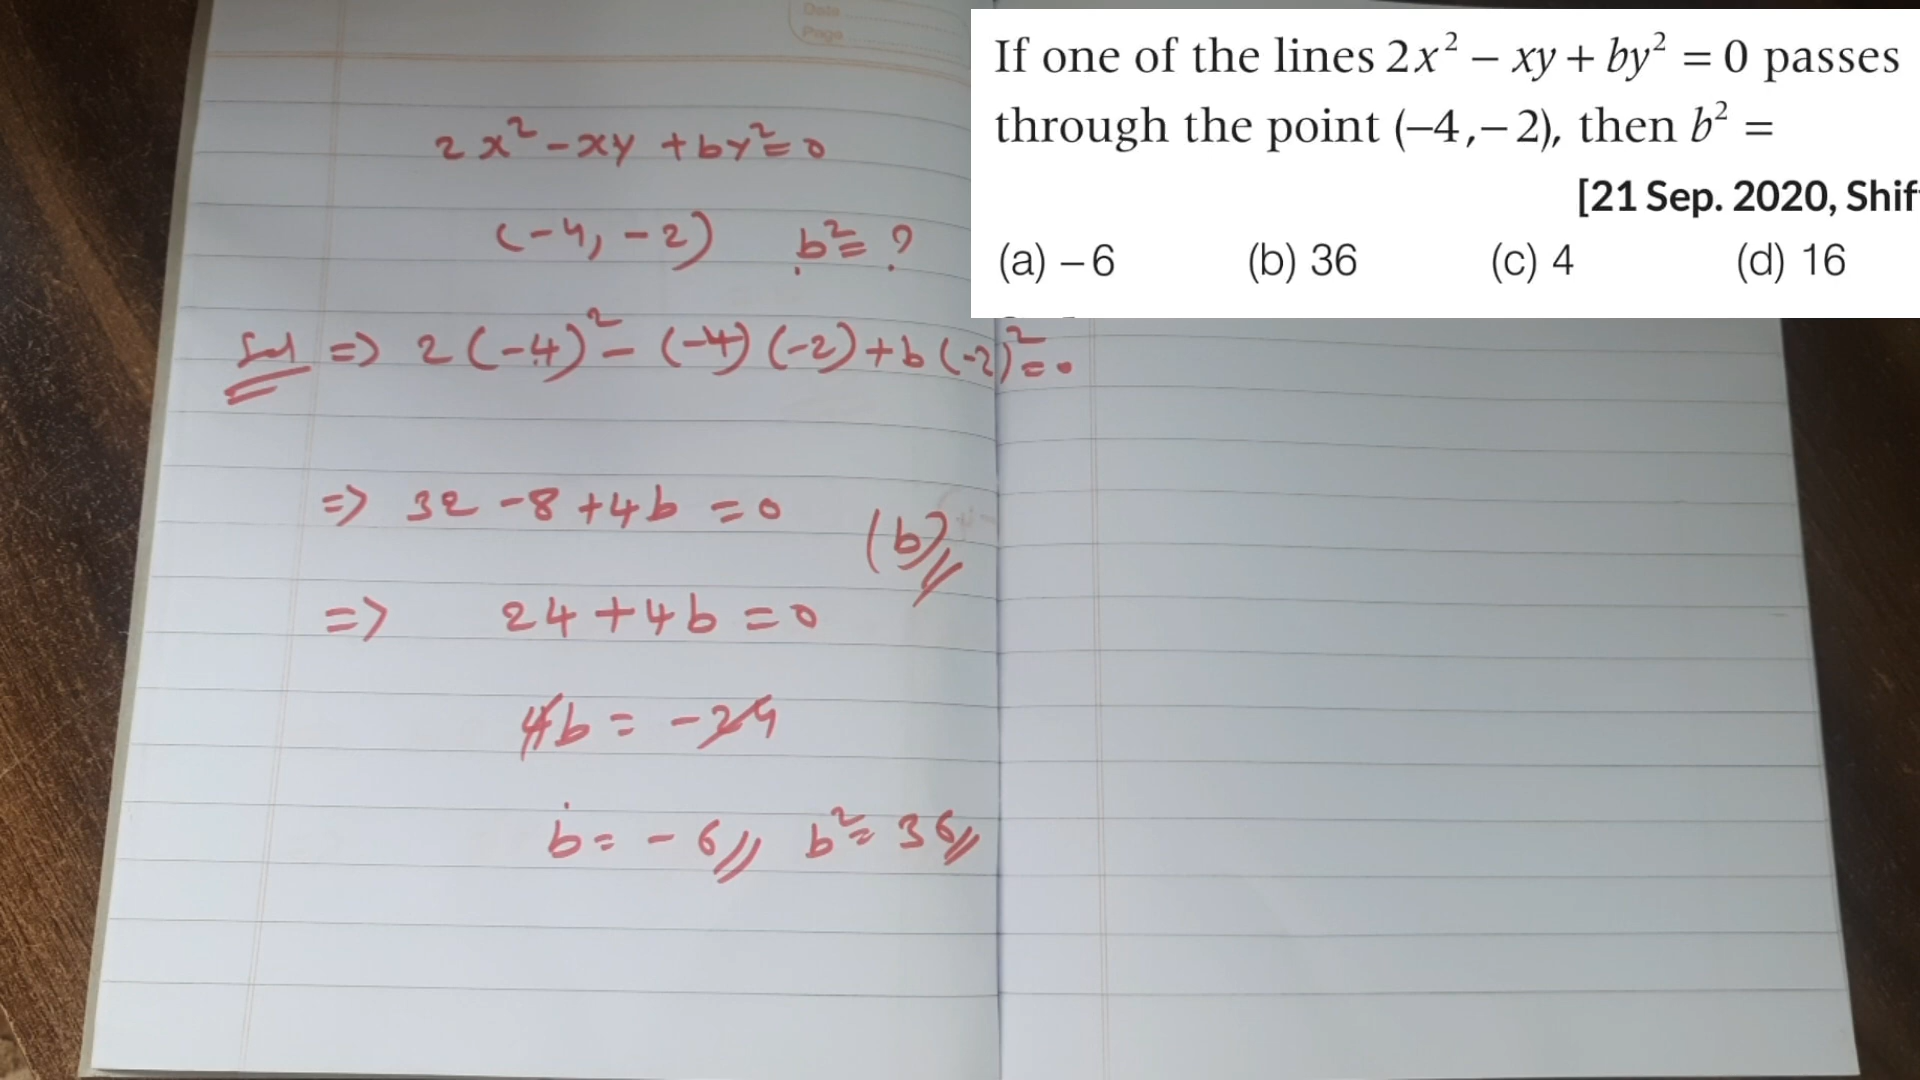 Date
Page
If one of the lines 2x² – xy + by² = 0 passes
through the point (–4,–2), then b² =
[21 Sep. 2020, Shif
(a) –6 (b) 36 (c) 4 (d) 16
2x² - xy + by² = 0
(-4, -2) b² = ?
Sol => 2(-4)² - (-4)(-2) + b(-2)² = 0
=> 32 - 8 + 4b = 0
(b)
=> 24 + 4b = 0
4b = -24
b = -6 b² = 36